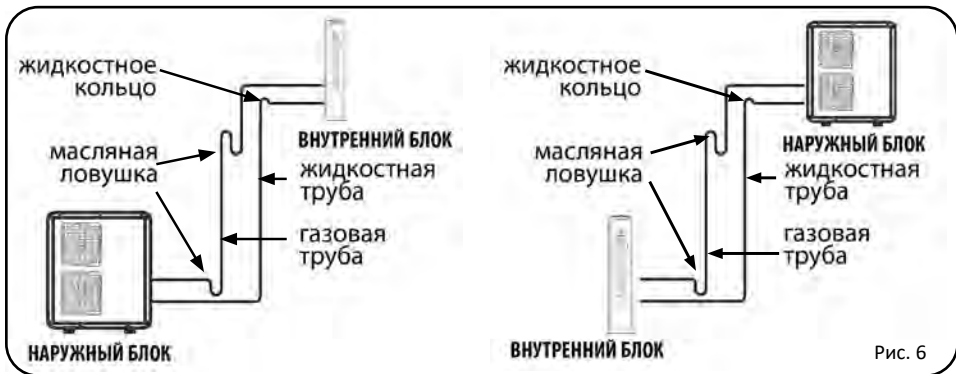 жидкостное
кольцо
ВНУТРЕННИЙ БЛОК
масляная
ловушка
жидкостная
труба
газовая
труба
НАРУЖНЫЙ БЛОК
жидкостное
кольцо
НАРУЖНЫЙ БЛОК
масляная
ловушка
жидкостная
труба
газовая
труба
ВНУТРЕННИЙ БЛОК
Рис. 6